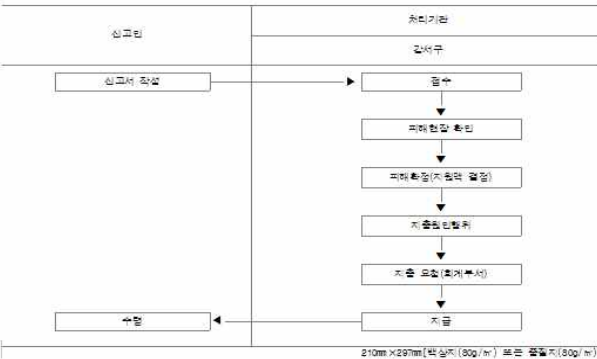 신고인
처리기관
강서구
신고서 작성
접수
피해현장 확인
피해확정(지원액 결정)
지출원인행위
지출 요청(회계부서)
수령
지급
210㎜×297㎜[백상지(80g/㎡) 또는 중질지(80g/㎡)